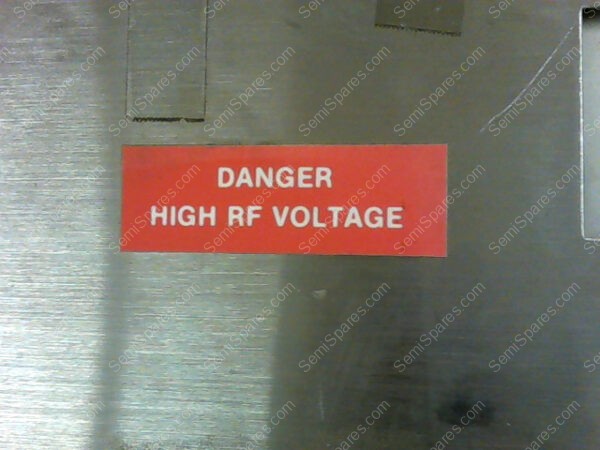 DANGER
HIGH RF VOLTAGE
SemiSpares.com